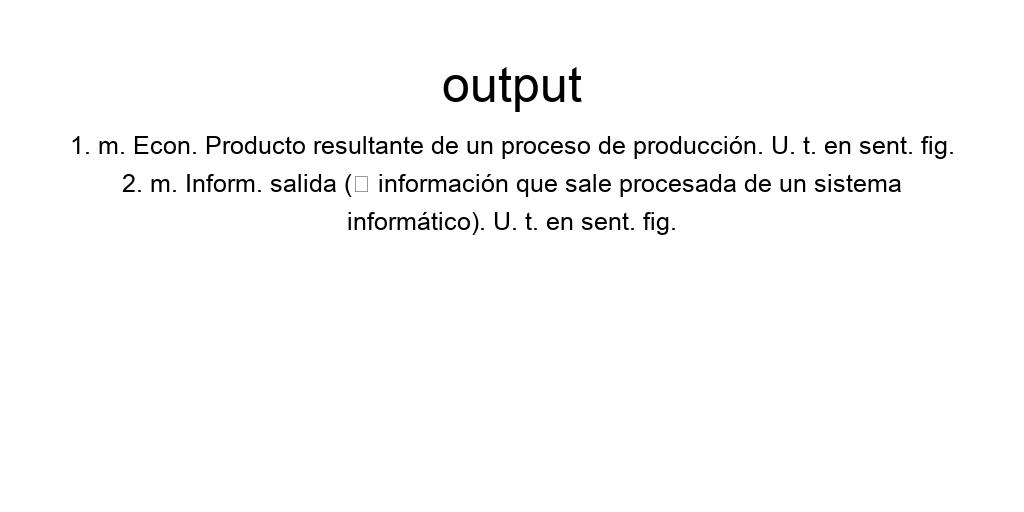 output
1. m. Econ. Producto resultante de un proceso de producción. U. t. en sent. fig.
2. m. Inform. salida (□ información que sale procesada de un sistema
informático). U. t. en sent. fig.